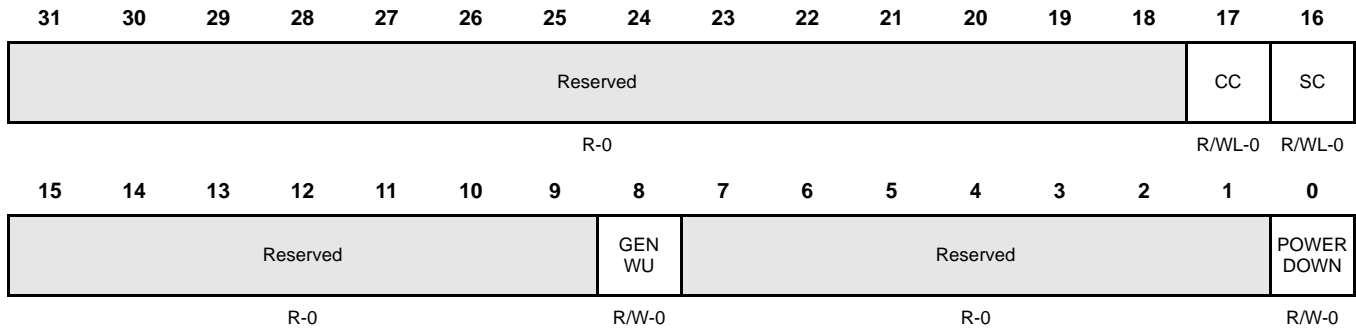 31 30 29 28 27 26 25 24 23 22 21 20 19 18 17 16
Reserved CC SC
R-0 R/WL-0 R/WL-0
15 14 13 12 11 10 9 8 7 6 5 4 3 2 1 0
Reserved GEN WU Reserved POWER DOWN
R-0 R/W-0 R-0 R/W-0